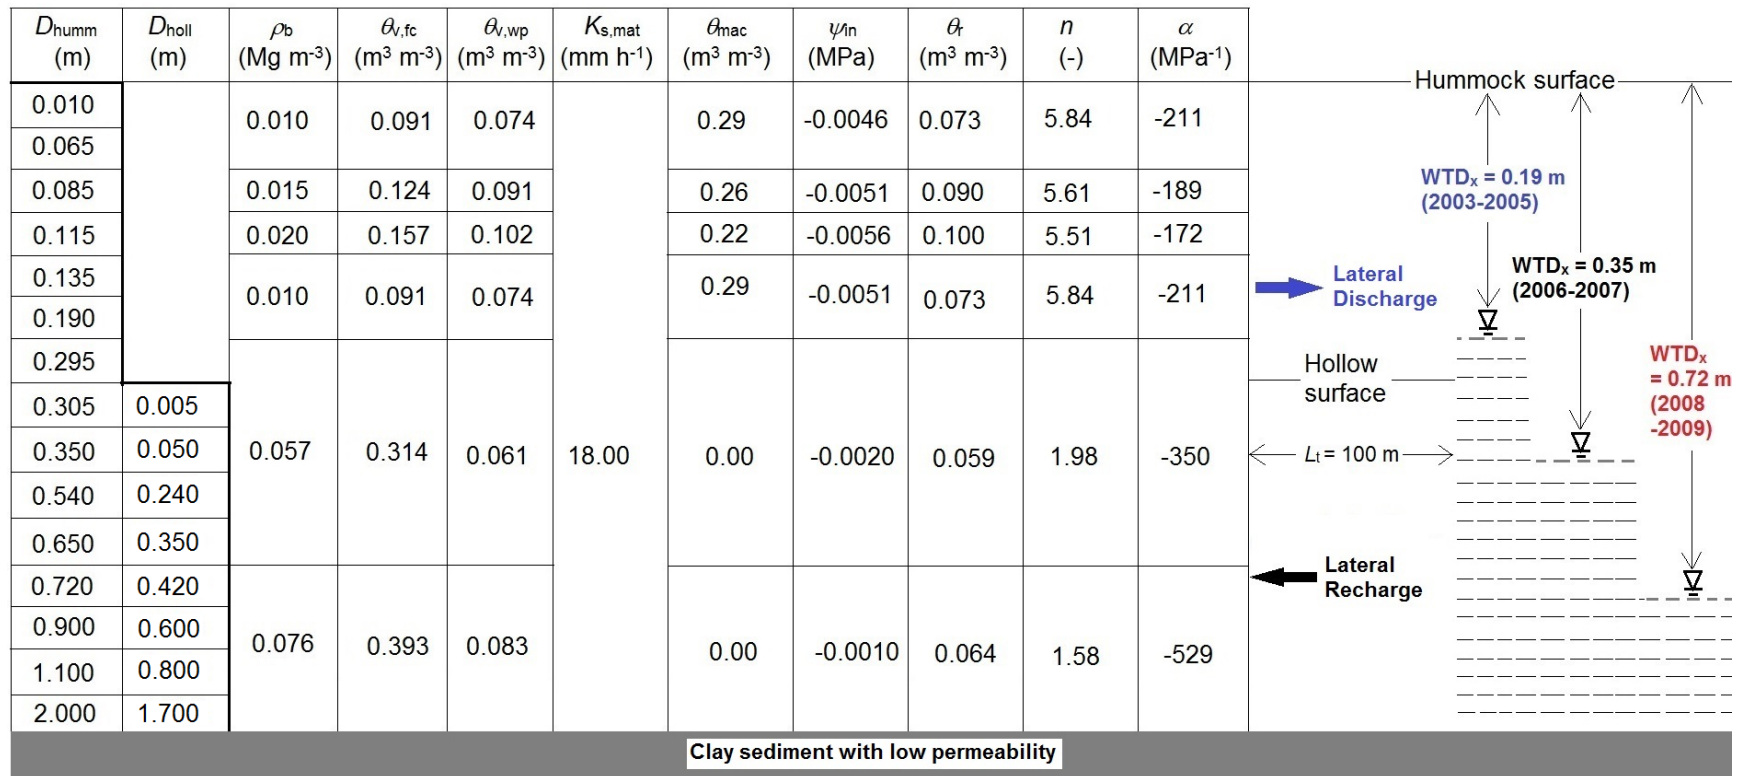 Dhumm Dholl ρb θv,fc θv,wp Ks,mat θmac ψin θr n α
(m) (m) (Mg m-3) (m3 m-3) (m3 m-3) (mm h-1) (m3 m-3) (MPa) (m3 m-3) (-) (MPa-1)
Hummock surface
0.010
0.010 0.091 0.074 0.29 -0.0046 0.073 5.84 -211
0.065
0.085 0.015 0.124 0.091 0.26 -0.0051 0.090 5.61 -189
WTDx = 0.19 m
(2003-2005)
0.115 0.020 0.157 0.102 0.22 -0.0056 0.100 5.51 -172
0.135
0.010 0.091 0.074 0.29 -0.0051 0.073 5.84 -211
0.190
Lateral
Discharge
WTDx = 0.35 m
(2006-2007)
0.295
Hollow
surface
WTDx
= 0.72 m
(2008
-2009)
0.305 0.005
0.350 0.050 0.057 0.314 0.061 18.00 0.00 -0.0020 0.059 1.98 -350
Lt = 100 m
0.540 0.240
0.650 0.350
Lateral
Recharge
0.720 0.420
0.900 0.600
0.076 0.393 0.083 0.00 -0.0010 0.064 1.58 -529
1.100 0.800
2.000 1.700
Clay sediment with low permeability